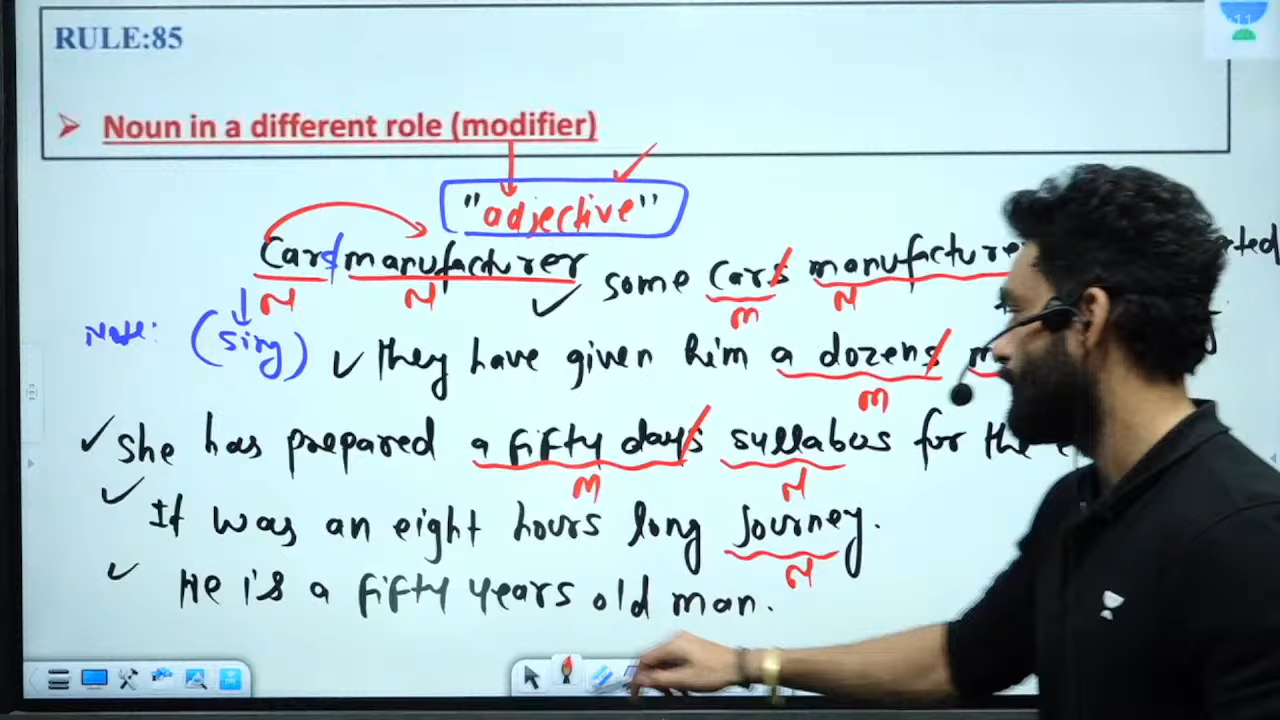 RULE:85
➤ Noun in a different role (modifier)
"adjective"
Cars manufacturer some cars manufacturer
N N M N
Note: (sing) they have given him a dozens
M
She has prepared a fifty days syllabus for the
M N
It was an eight hours long journey.
N
He is a fifty years old man.